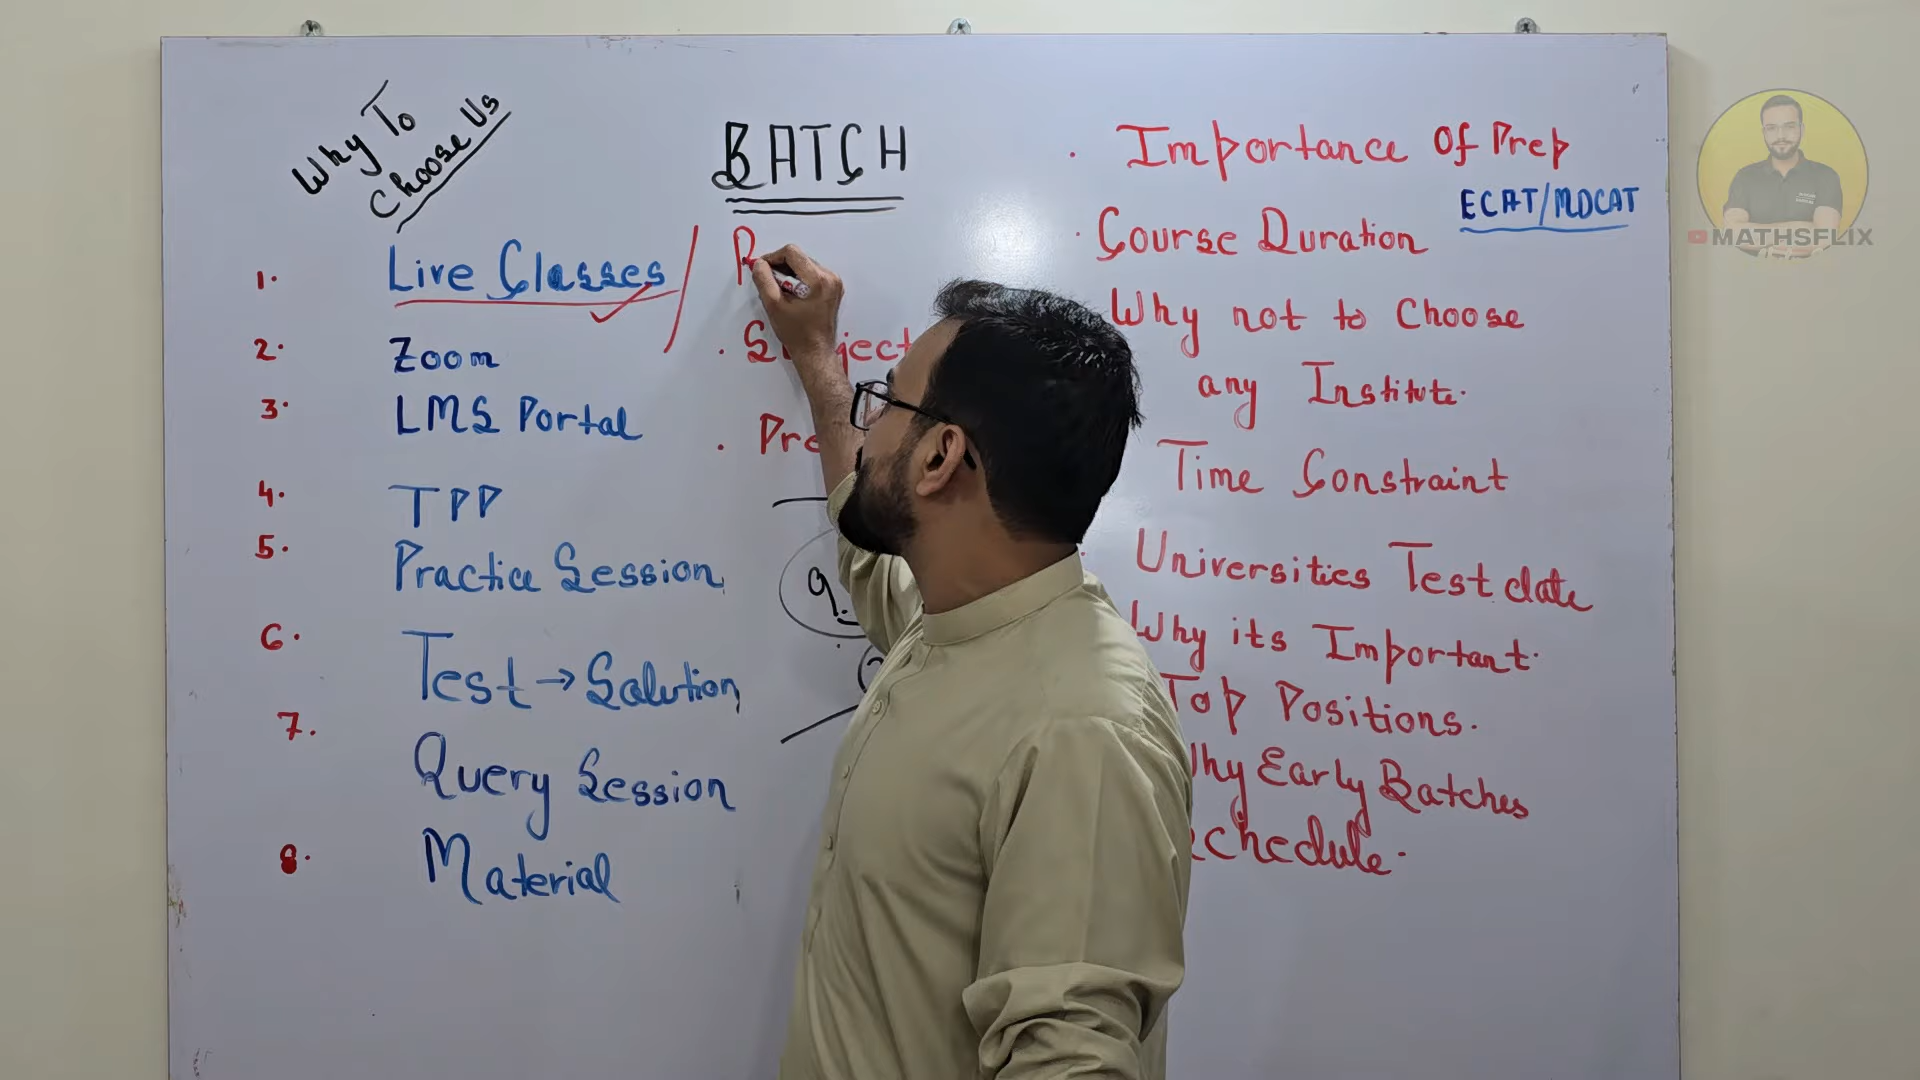 Why To
Choose Us
1. Live Classes
2. Zoom
3. LMS Portal
4. TPP
5. Practice Session
6. Test → Solution
7. Query Session
8. Material
BATCH
· Importance Of Prep
ECAT/MDCAT
· Course Duration
Why not to Choose
any Institute.
Time Constraint
Universities Test date
Why its Important.
Top Positions.
Early Batches
MATHSFLIX